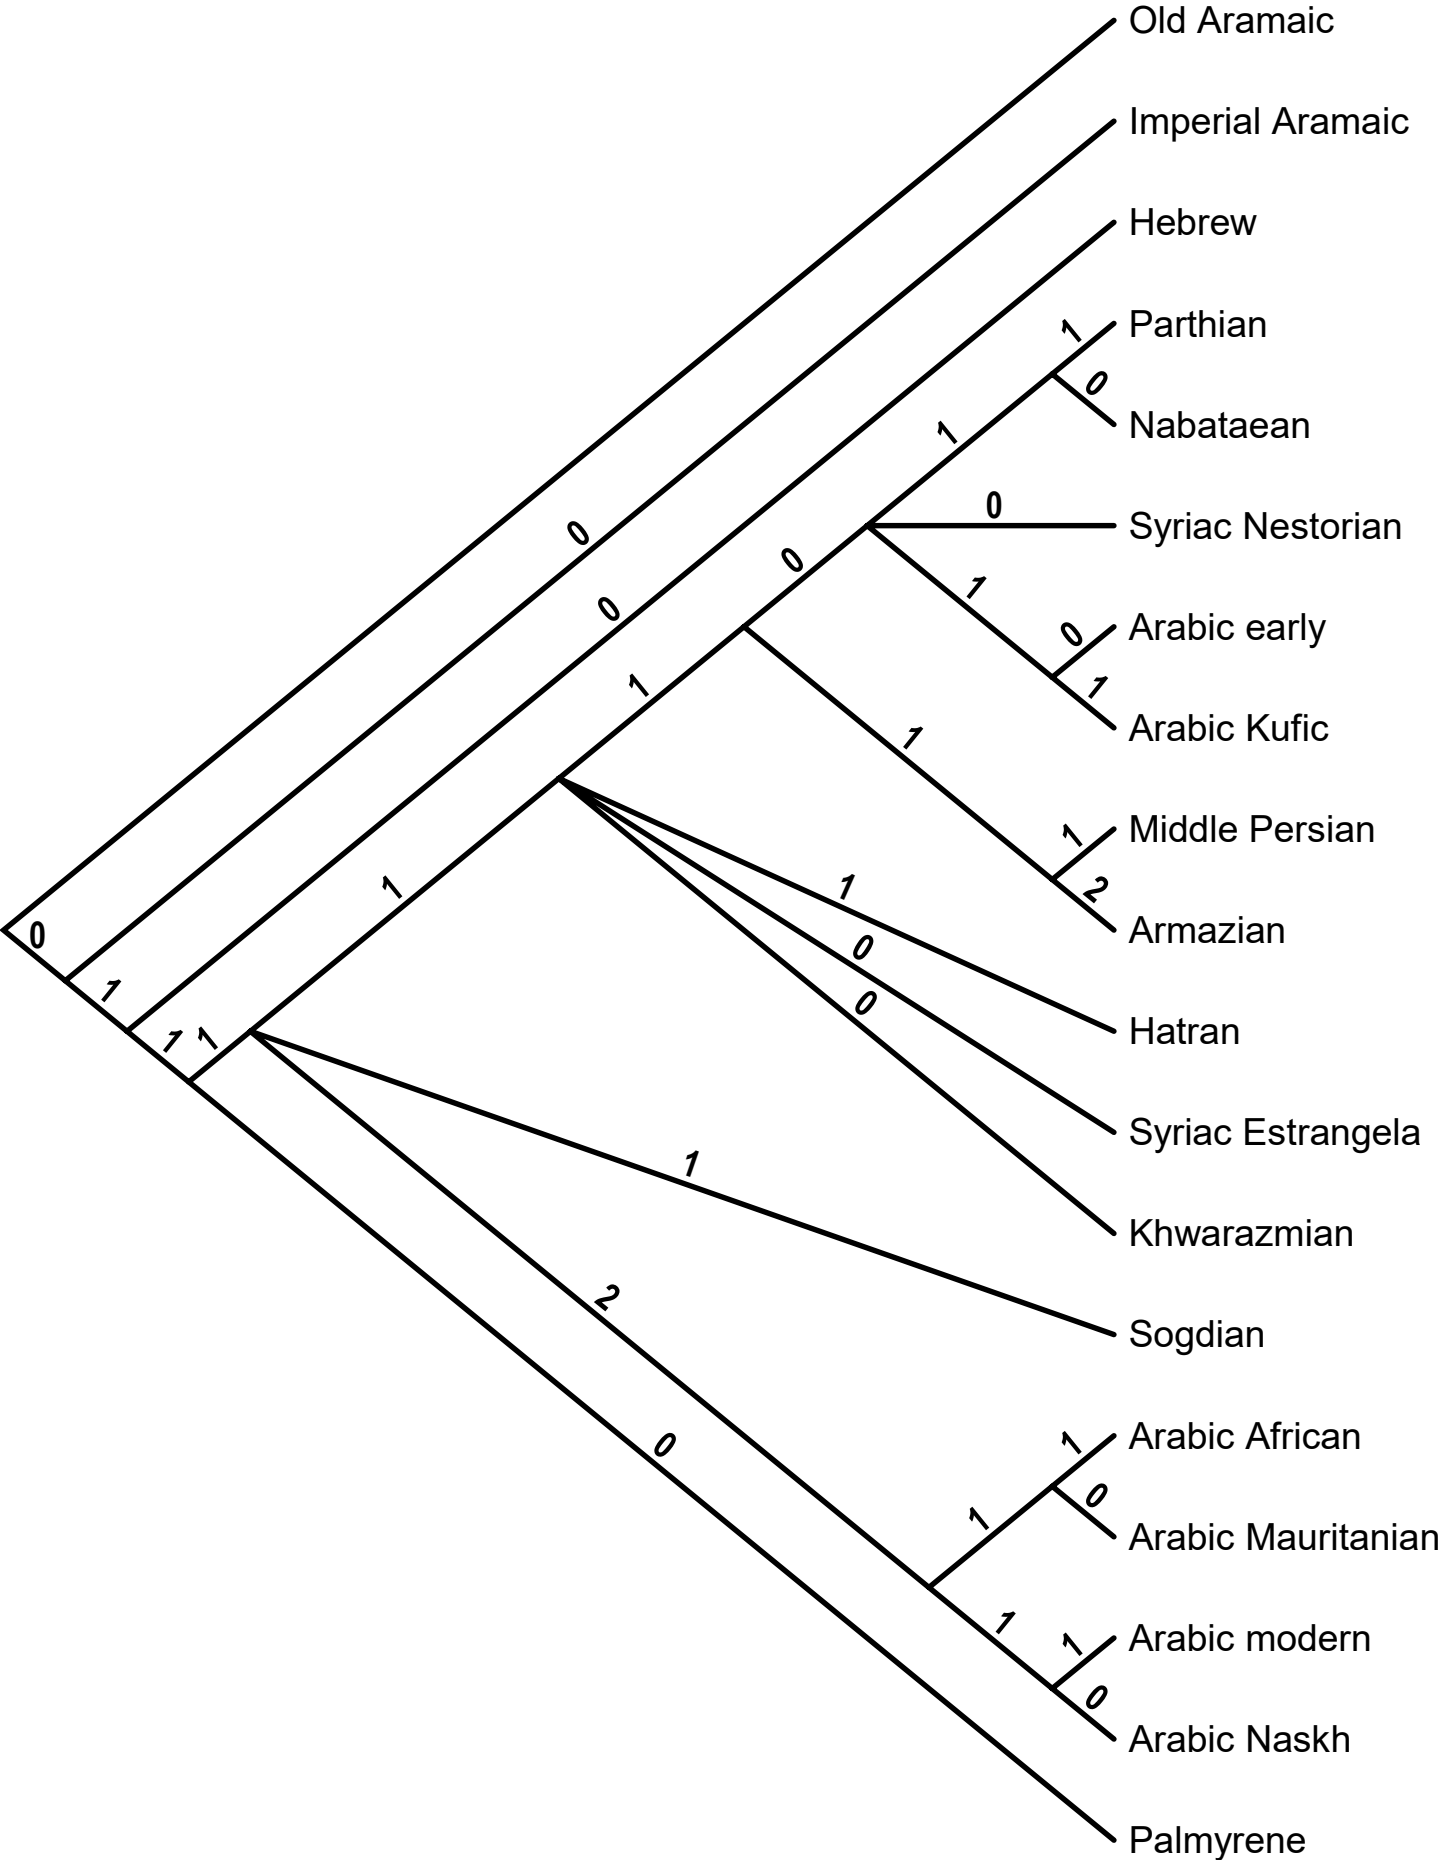 Old Aramaic
Imperial Aramaic
Hebrew
1 Parthian
0
Nabataean
1
0
Syriac Nestorian
0
0
1
0
0 Arabic early
1
1
Arabic Kufic
1
1 Middle Persian
1
1
2
0
Armazian
0
1
0
Hatran
1
1
Syriac Estrangela
1
Khwarazmian
2
Sogdian
0
1 Arabic African
0
1
Arabic Mauritanian
1
1 Arabic modern
0
Arabic Naskh
Palmyrene